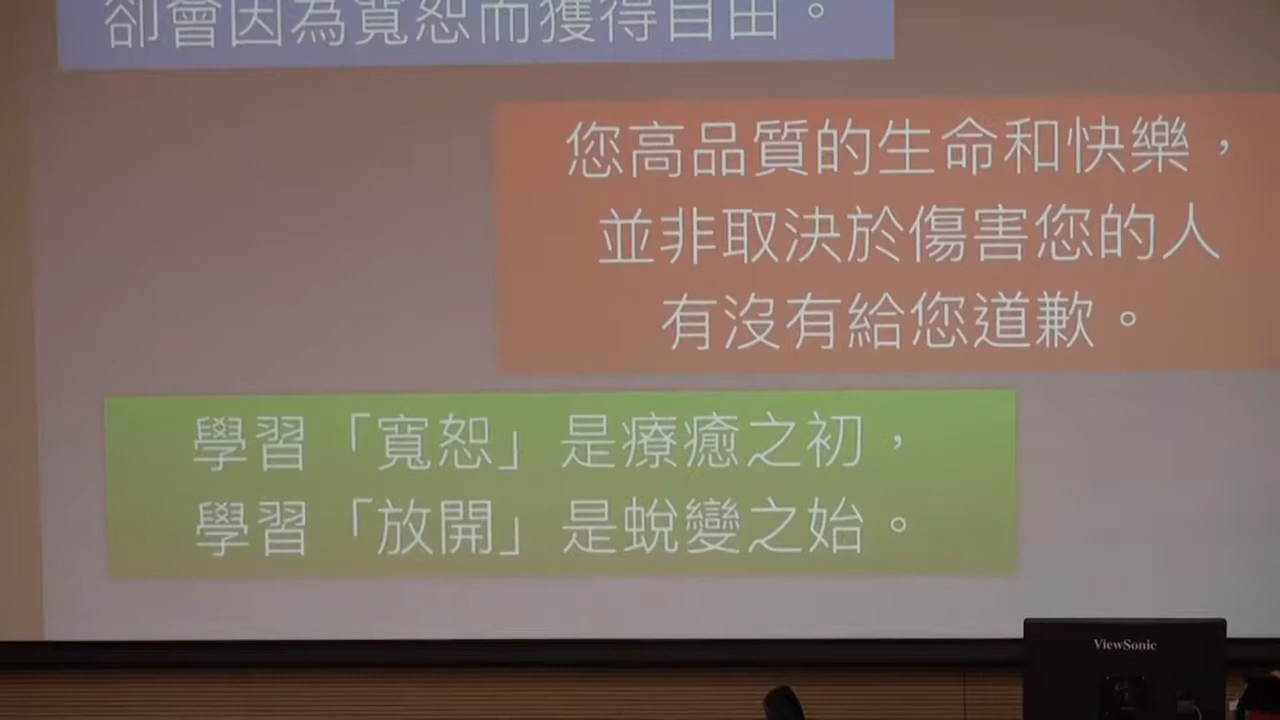 卻會因為寬恕而獲得自由。
您高品質的生命和快樂，
並非取決於傷害您的人
有沒有給您道歉。
學習「寬恕」是療癒之初，
學習「放開」是蛻變之始。
ViewSonic